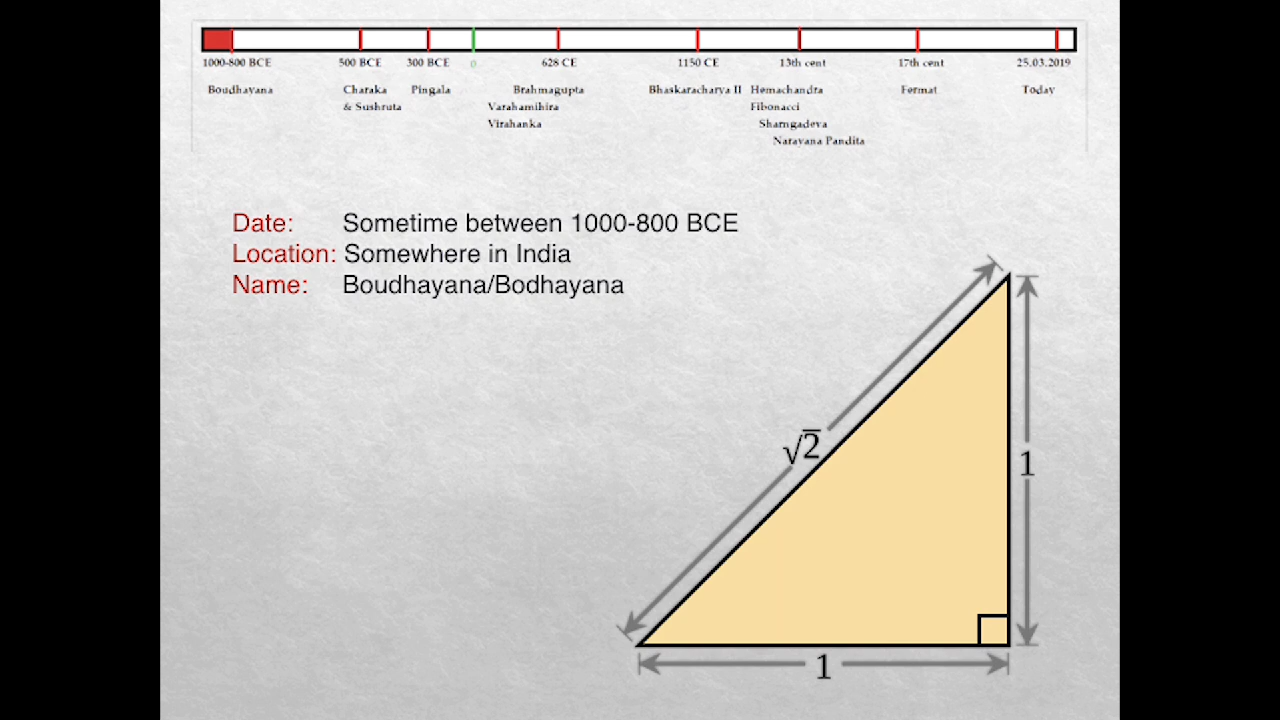 1000-800 BCE 500 BCE 300 BCE 0 628 CE 1150 CE 13th cent 17th cent 25.03.2019
Boudhayana Charaka Pingala Brahmagupta Bhaskaracharya II Hemachandra Fermat Today
& Sushruta Varahamihira Fibonacci
Virahanka Sharngadeva
Narayana Pandita
Date: Sometime between 1000-800 BCE
Location: Somewhere in India
Name: Boudhayana/Bodhayana
√2
1
1